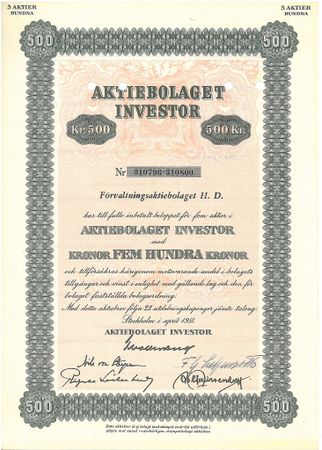 5 AKTIER
BUNDNA
5 AKTIER
BUNDNA
500
500
AKTIEBOLAGET
INVESTOR
Kr. 500
500 Kr.
Nr 310796-310800
Förvaltningsaktiebolaget H. D.
har till fullo inbetalt beloppet för fem aktier i
AKTIEBOLAGET INVESTOR
med
KRONOR FEM HUNDRA KRONOR
och tillförsäkras härigenom motsvarande andel i bolagets
tillgångar och vinst i enlighet med gällande lag och den för
bolaget fastställda bolagsordning.
Med detta aktiebrev följa 23 utdelningskuponger jämte talong.
Stockholm i april 1951.
AKTIEBOLAGET INVESTOR
500
500